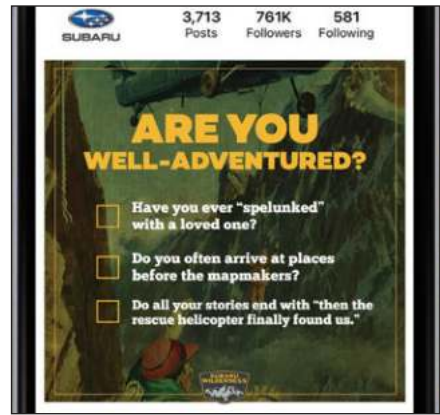 SUBARU
3,713 761K 581
Posts Followers Following
ARE YOU
WELL-ADVENTURED?
Have you ever “spelunked”
with a loved one?
Do you often arrive at places
before the mapmakers?
Do all your stories end with “then the
rescue helicopter finally found us.”
SUBARU
WILDERNESS